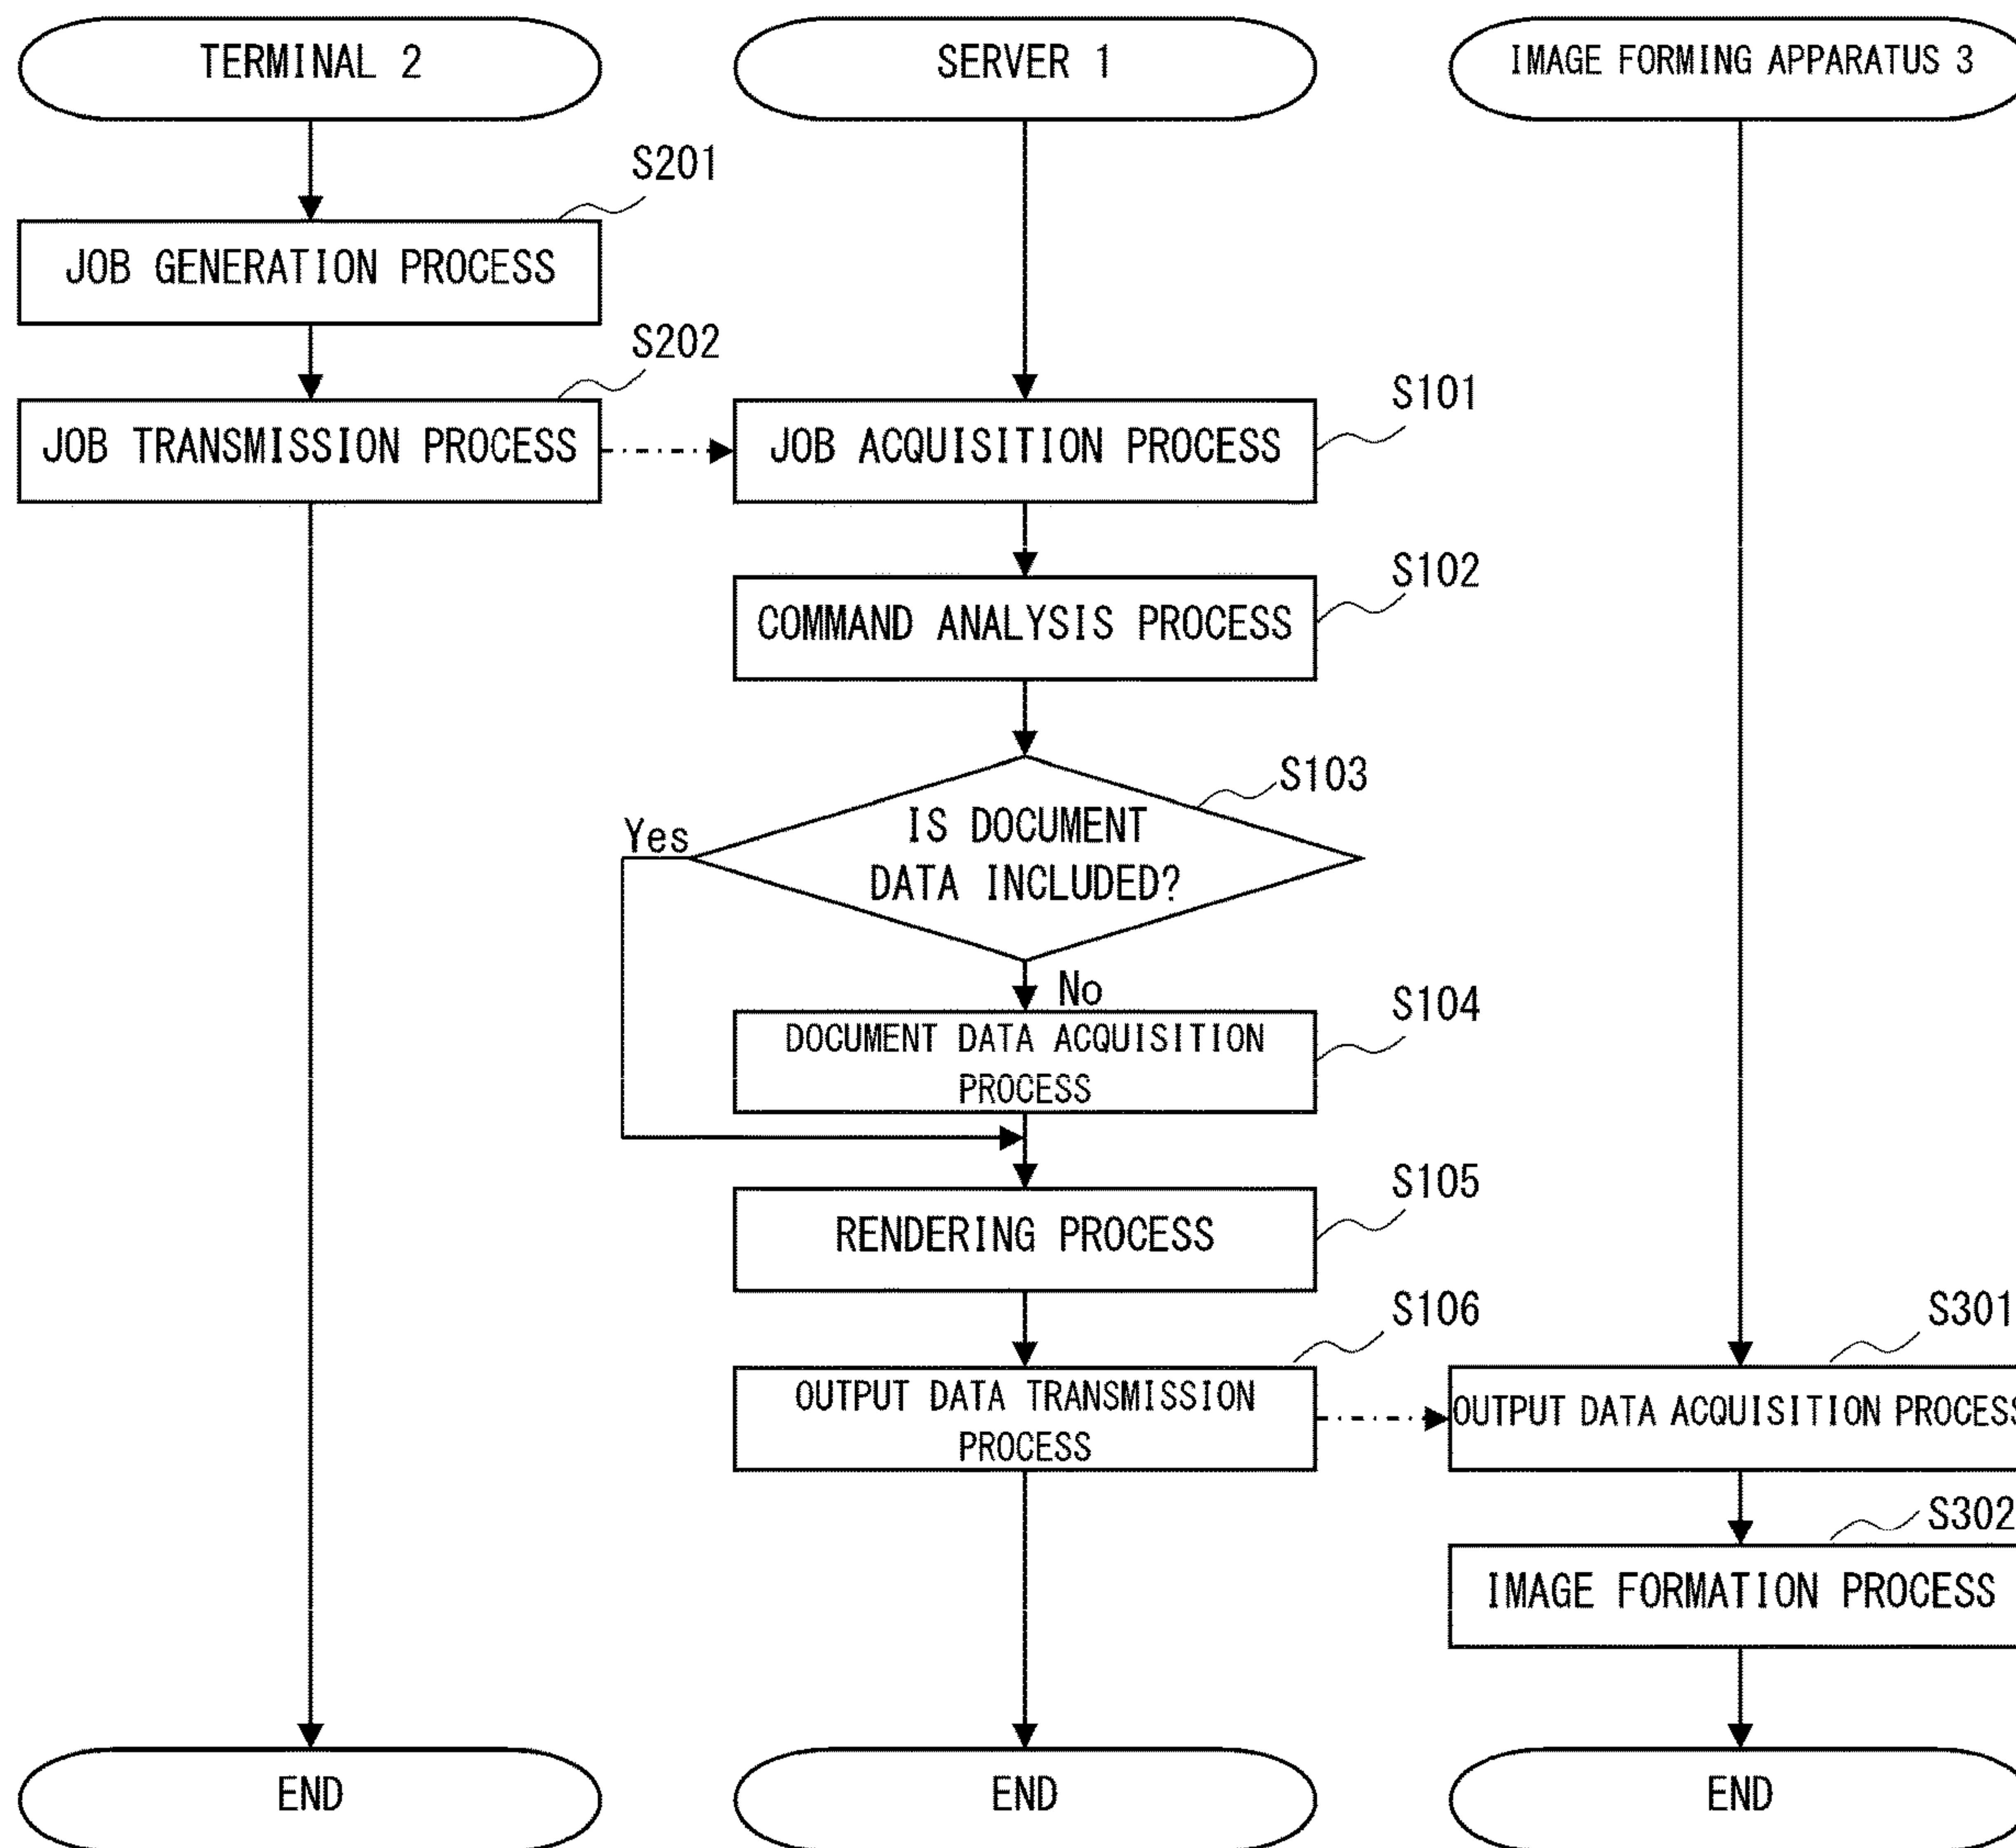 TERMINAL 2
SERVER 1
IMAGE FORMING APPARATUS 3
S201
JOB GENERATION PROCESS
S202
JOB TRANSMISSION PROCESS
S101
JOB ACQUISITION PROCESS
S102
COMMAND ANALYSIS PROCESS
S103
IS DOCUMENT
DATA INCLUDED?
Yes
No
S104
DOCUMENT DATA ACQUISITION
PROCESS
S105
RENDERING PROCESS
S106
OUTPUT DATA TRANSMISSION
PROCESS
S301
OUTPUT DATA ACQUISITION PROCESS
S302
IMAGE FORMATION PROCESS
END
END
END